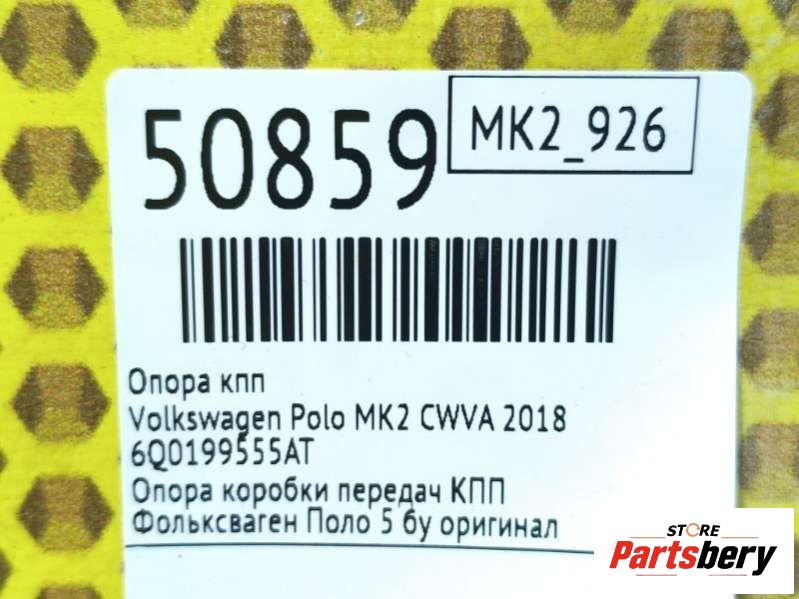 50859
MK2_926
Опора кпп
Volkswagen Polo MK2 CWVA 2018
6Q0199555AT
Опора коробки передач КПП
Фольксваген Поло 5 бу оригинал
STORE
Partsbery